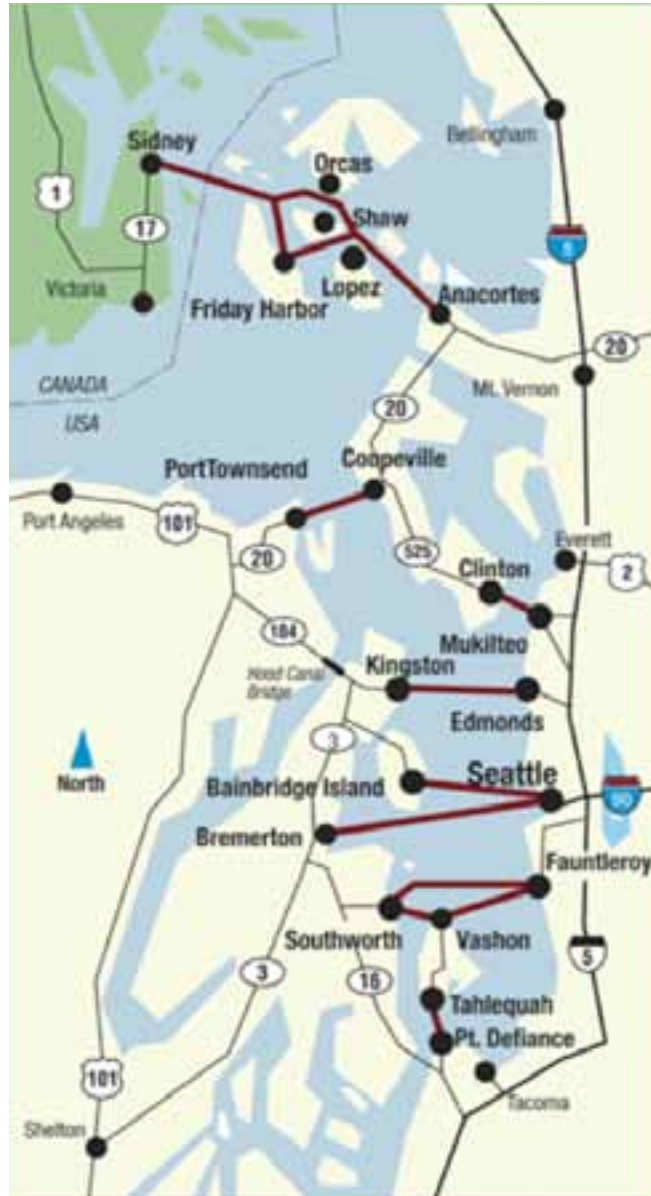 Sidney
Bellingham
Orcas
1
Shaw
17
5
Victoria
Friday Harbor
Lopez
Anacortes
20
CANADA
USA
Mt. Vernon
20
PortTownsend
Coupeville
Port Angeles
101
20
525
Clinton
Everett
2
104
Mukilteo
Hood Canal
Bridge
Kingston
Edmonds
3
North
Bainbridge Island
Seattle
90
Bremerton
Fauntleroy
Southworth
Vashon
5
3
16
Tahlequah
Pt. Defiance
101
Tacoma
Shelton